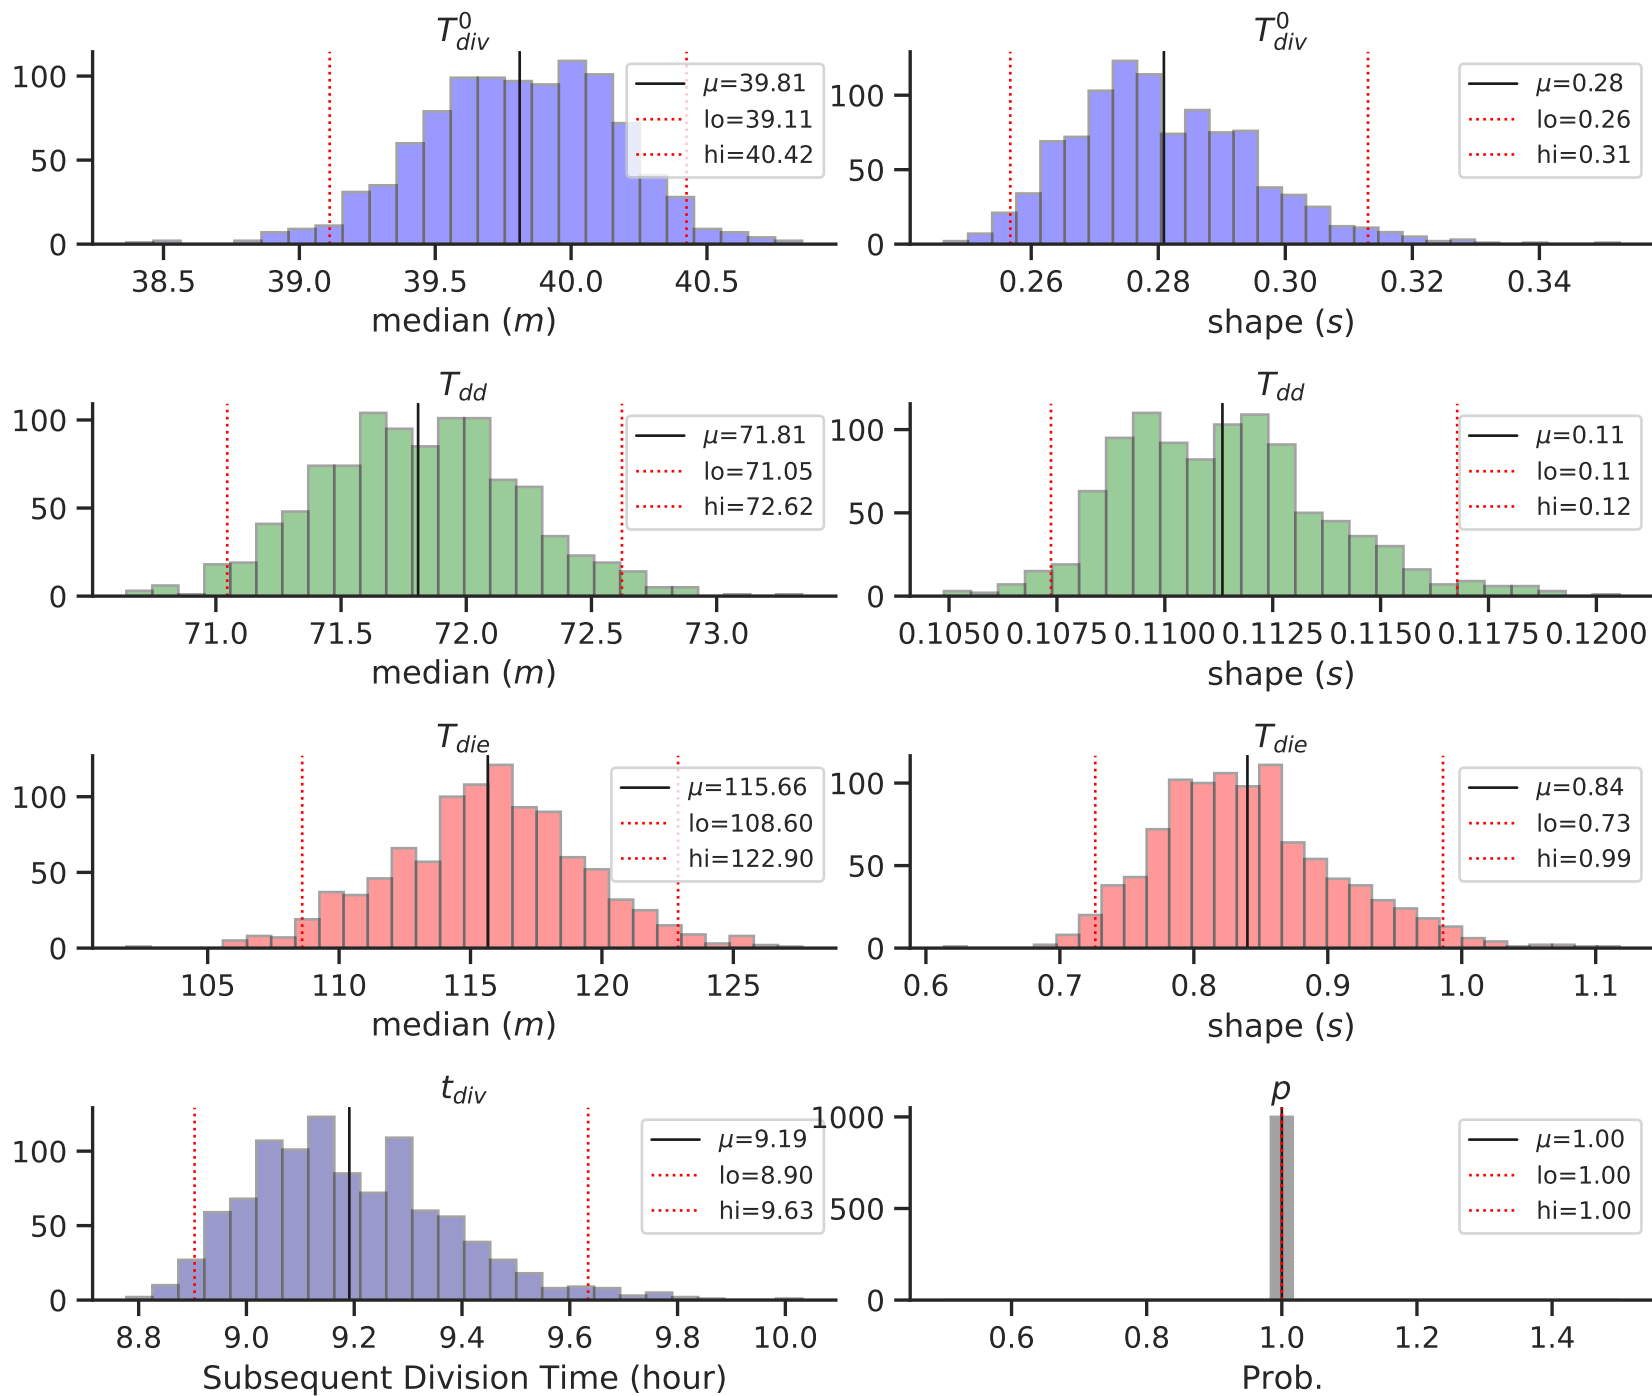 T⁰div
100
50
0
μ=39.81
lo=39.11
hi=40.42
38.5 39.0 39.5 40.0 40.5
median (m)
T⁰div
100
50
0
μ=0.28
lo=0.26
hi=0.31
0.26 0.28 0.30 0.32 0.34
shape (s)
Tdd
100
50
0
μ=71.81
lo=71.05
hi=72.62
71.0 71.5 72.0 72.5 73.0
median (m)
Tdd
100
50
0
μ=0.11
lo=0.11
hi=0.12
0.1050 0.1075 0.1100 0.1125 0.1150 0.1175 0.1200
shape (s)
Tdie
100
50
0
μ=115.66
lo=108.60
hi=122.90
105 110 115 120 125
median (m)
Tdie
100
50
0
μ=0.84
lo=0.73
hi=0.99
0.6 0.7 0.8 0.9 1.0 1.1
shape (s)
tdiv
100
50
0
μ=9.19
lo=8.90
hi=9.63
8.8 9.0 9.2 9.4 9.6 9.8 10.0
Subsequent Division Time (hour)
p
1000
500
0
μ=1.00
lo=1.00
hi=1.00
0.6 0.8 1.0 1.2 1.4
Prob.